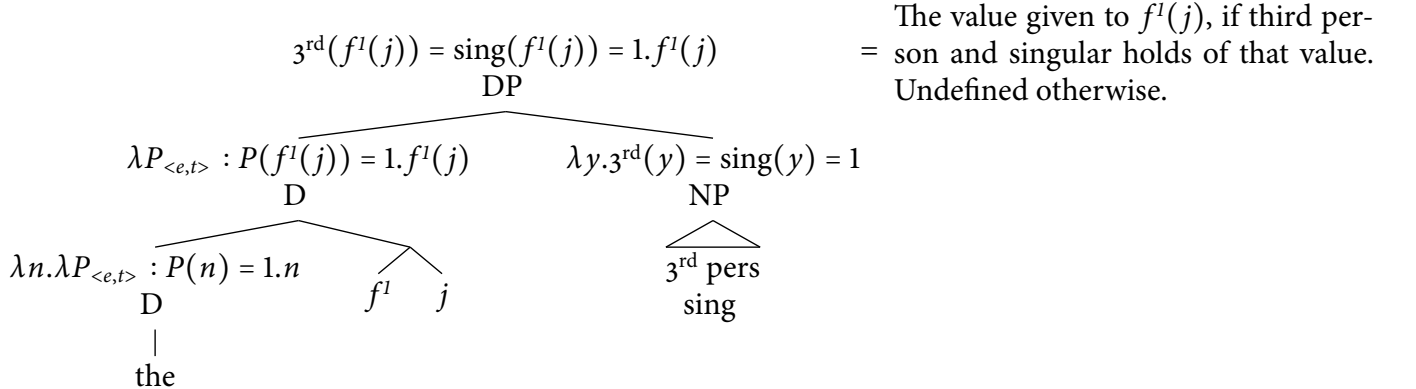 The value given to f¹(j), if third per-
3ʳᵈ(f¹(j)) = sing(f¹(j)) = 1.f¹(j) = son and singular holds of that value.
DP Undefined otherwise.
λP<e,t> : P(f¹(j)) = 1.f¹(j) λy.3ʳᵈ(y) = sing(y) = 1
D NP
λn.λP<e,t> : P(n) = 1.n f¹ j 3ʳᵈ pers
D sing
the